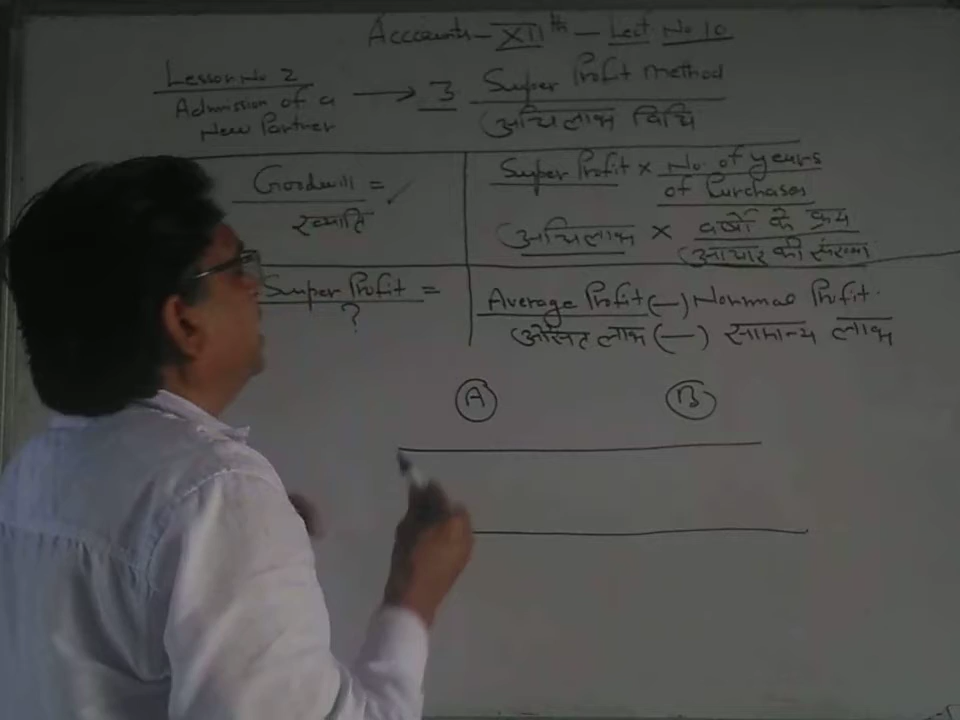 Accounts - XIIth - Lect No 10
Lesson No 2
Admission of a
New Partner
3 Super Profit Method
अधिलाभ विधि
Goodwill =
ख्याति
Super Profit × No. of years
of Purchases
अधिलाभ × वर्षो के क्रय
आधार की संख्या
Super Profit =
?
Average Profit (-) Normal Profit.
औसत लाभ (-) सामान्य लाभ
A B